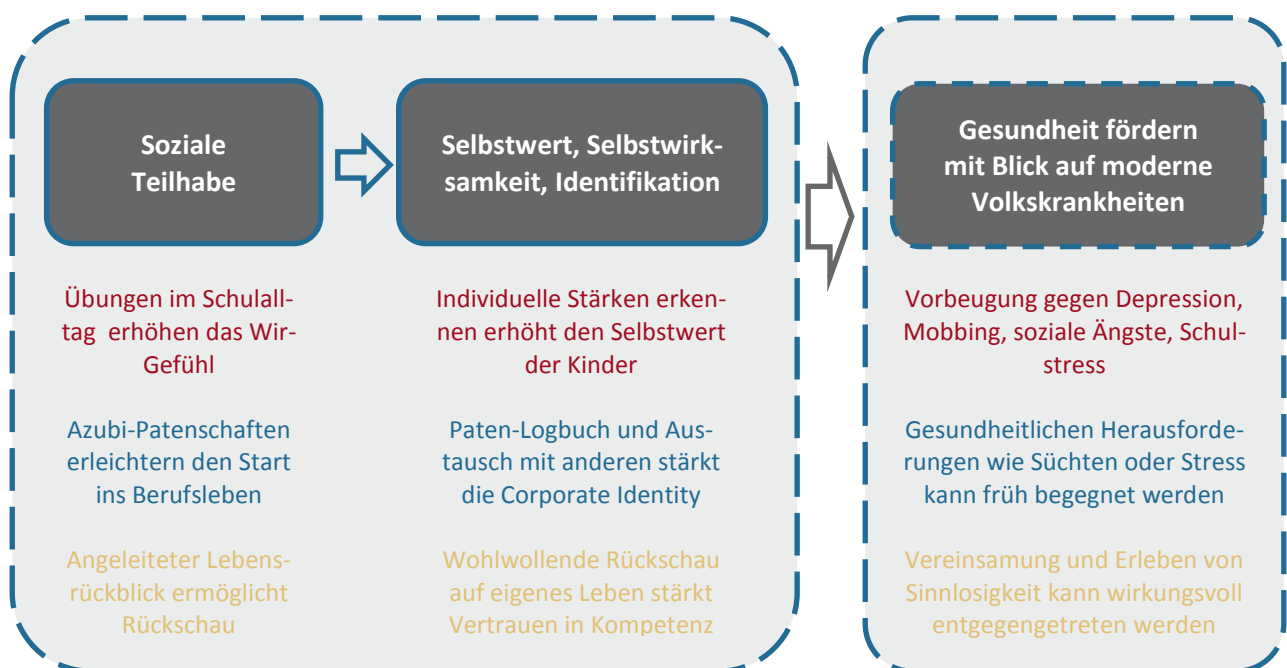 Soziale
Teilhabe
Selbstwert, Selbstwirk-
samkeit, Identifikation
Gesundheit fördern
mit Blick auf moderne
Volkskrankheiten
Übungen im Schulall-
tag erhöhen das Wir-
Gefühl
Individuelle Stärken erken-
nen erhöht den Selbstwert
der Kinder
Vorbeugung gegen Depression,
Mobbing, soziale Ängste, Schul-
stress
Azubi-Patenschaften
erleichtern den Start
ins Berufsleben
Paten-Logbuch und Aus-
tausch mit anderen stärkt
die Corporate Identity
Gesundheitlichen Herausforde-
rungen wie Süchten oder Stress
kann früh begegnet werden
Angeleiteter Lebens-
rückblick ermöglicht
Rückschau
Wohlwollende Rückschau
auf eigenes Leben stärkt
Vertrauen in Kompetenz
Vereinsamung und Erleben von
Sinnlosigkeit kann wirkungsvoll
entgegengetreten werden